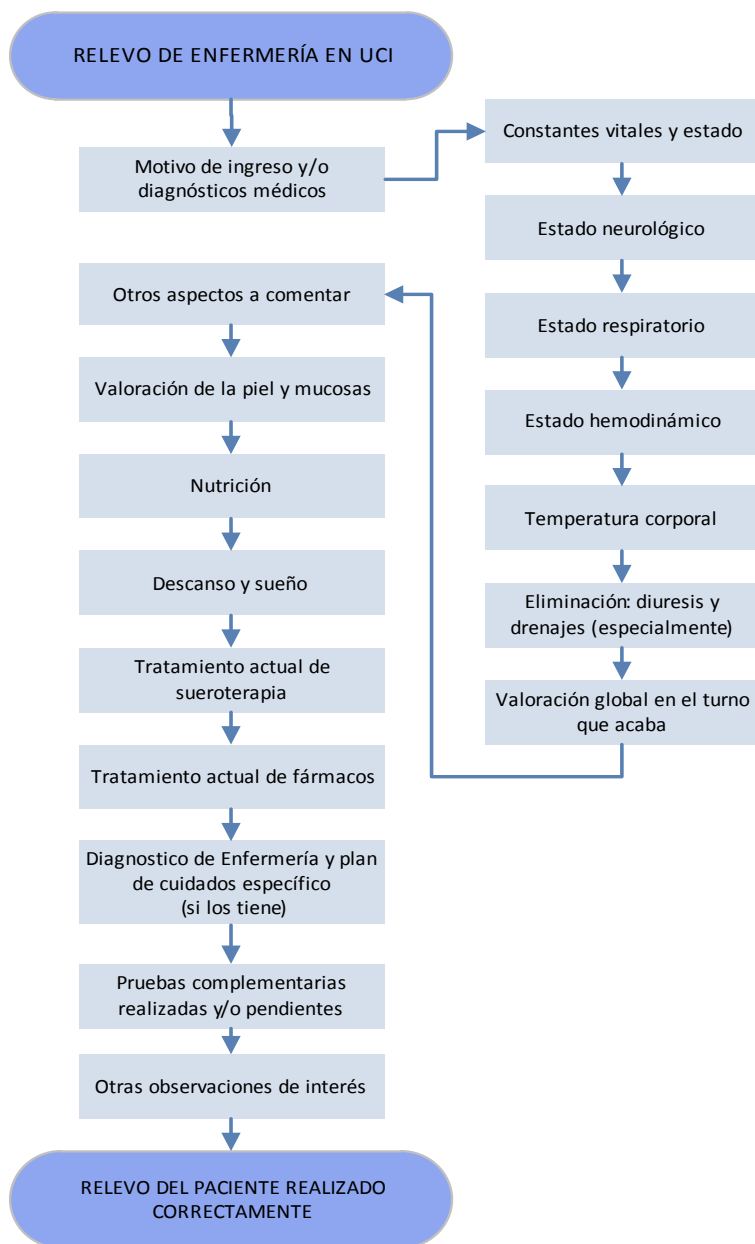 RELEVO DE ENFERMERÍA EN UCI
Motivo de ingreso y/o
diagnósticos médicos
Constantes vitales y estado
Estado neurológico
Estado respiratorio
Estado hemodinámico
Temperatura corporal
Eliminación: diuresis y
drenajes (especialmente)
Valoración global en el turno
que acaba
Otros aspectos a comentar
Valoración de la piel y mucosas
Nutrición
Descanso y sueño
Tratamiento actual de
sueroterapia
Tratamiento actual de fármacos
Diagnostico de Enfermería y plan
de cuidados específico
(si los tiene)
Pruebas complementarias
realizadas y/o pendientes
Otras observaciones de interés
RELEVO DEL PACIENTE REALIZADO
CORRECTAMENTE